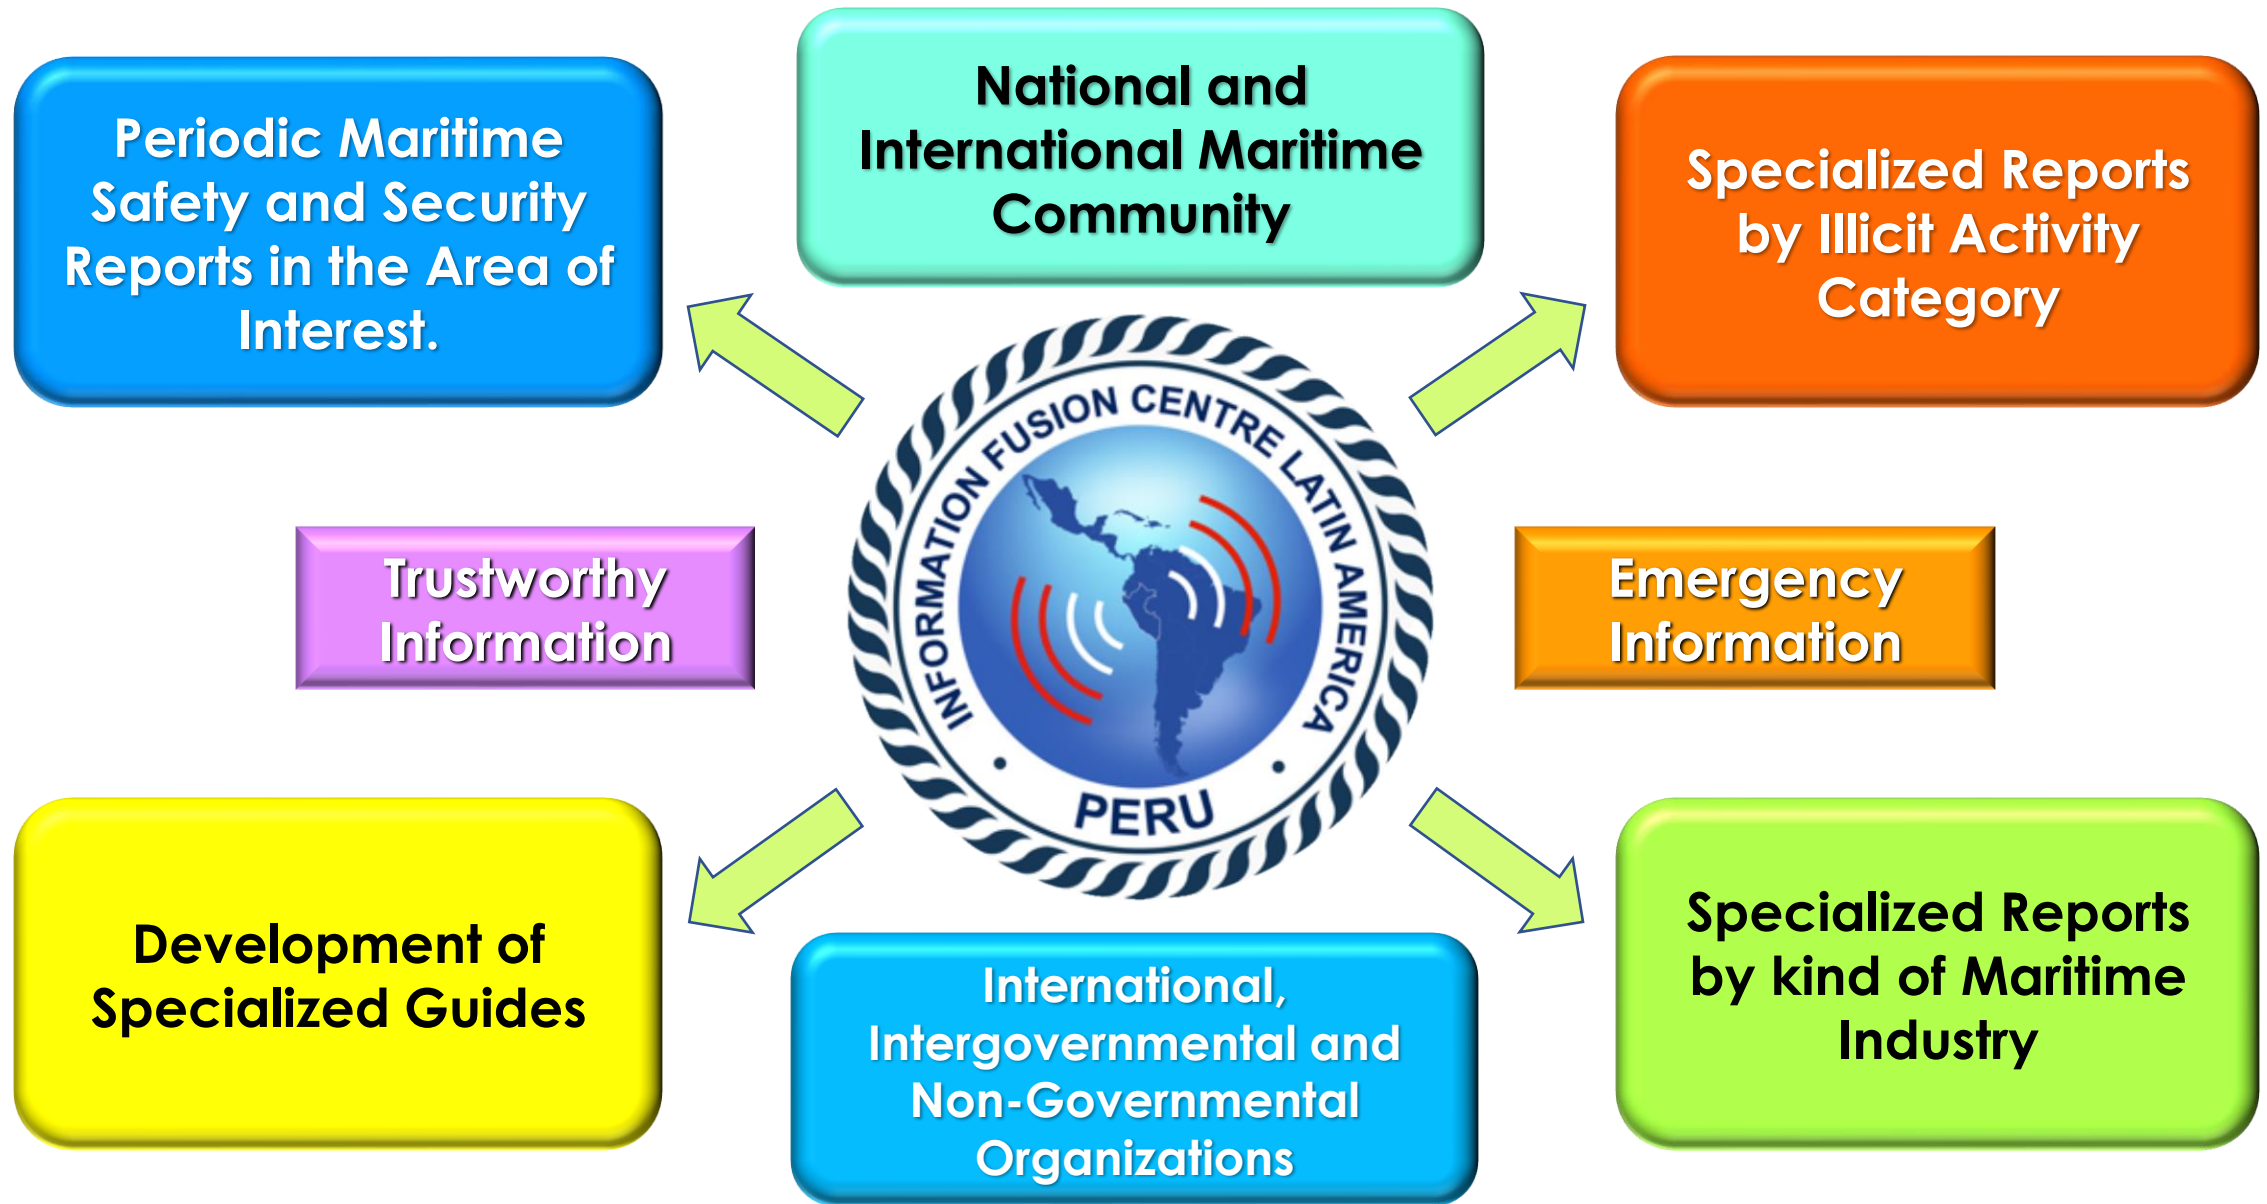 Periodic Maritime
Safety and Security
Reports in the Area of
Interest.
National and
International Maritime
Community
Specialized Reports
by Illicit Activity
Category
INFORMATION FUSION CENTRE LATIN AMERICA
PERU
Trustworthy
Information
Emergency
Information
Development of
Specialized Guides
International,
Intergovernmental and
Non-Governmental
Organizations
Specialized Reports
by kind of Maritime
Industry